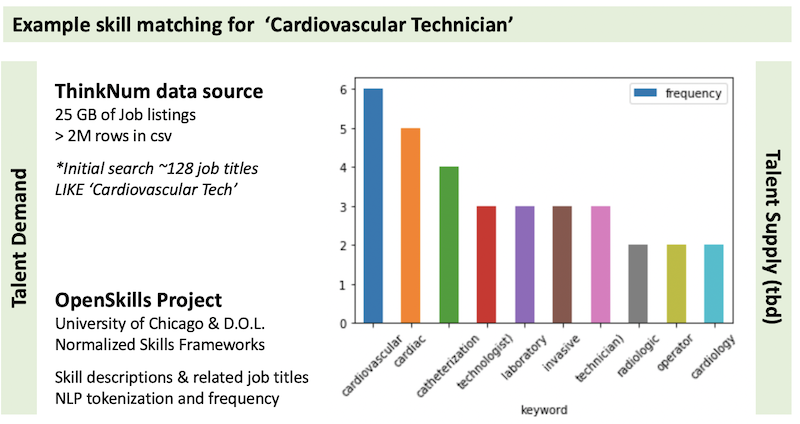 Example skill matching for ‘Cardiovascular Technician’
Talent Demand
ThinkNum data source
25 GB of Job listings
> 2M rows in csv
*Initial search ~128 job titles
LIKE ‘Cardiovascular Tech’
OpenSkills Project
University of Chicago & D.O.L.
Normalized Skills Frameworks
Skill descriptions & related job titles
NLP tokenization and frequency
frequency
6
5
4
3
2
1
0
cardiovascular
cardiac
catheterization
technologist)
laboratory
invasive
technician)
radiologic
operator
cardiology
keyword
Talent Supply (tbd)